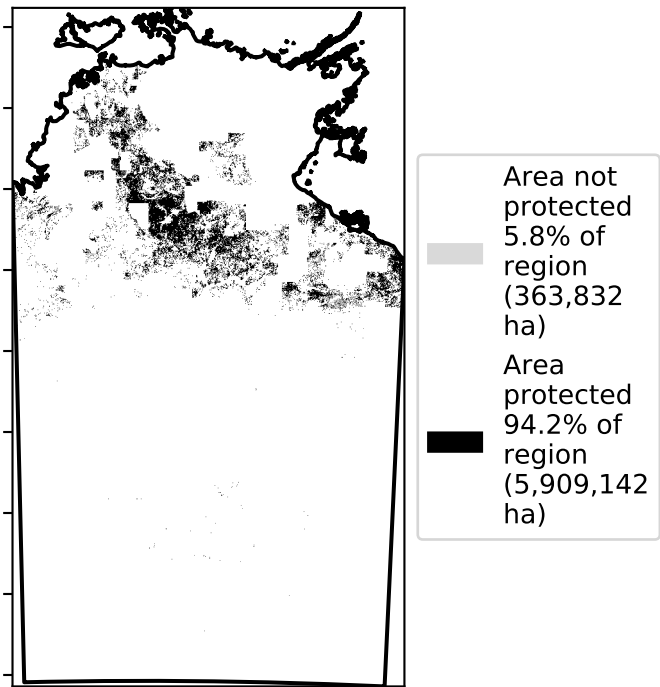 Area not
protected
5.8% of
region
(363,832
ha)
Area
protected
94.2% of
region
(5,909,142
ha)